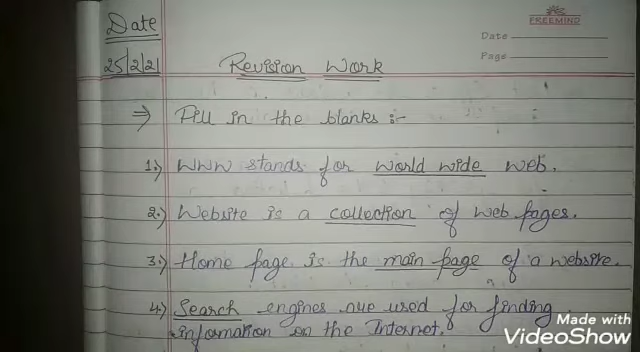 FREEMIND
Date
Date
Page
25/2/21
Revision Work
⇒ Fill in the blanks :-
1.) WWW stands for world wide web.
2.) Website is a collection of web pages.
3.) Home page is the main page of a website.
4.) Search engines are used for finding
information on the Internet.
Made with
VideoShow